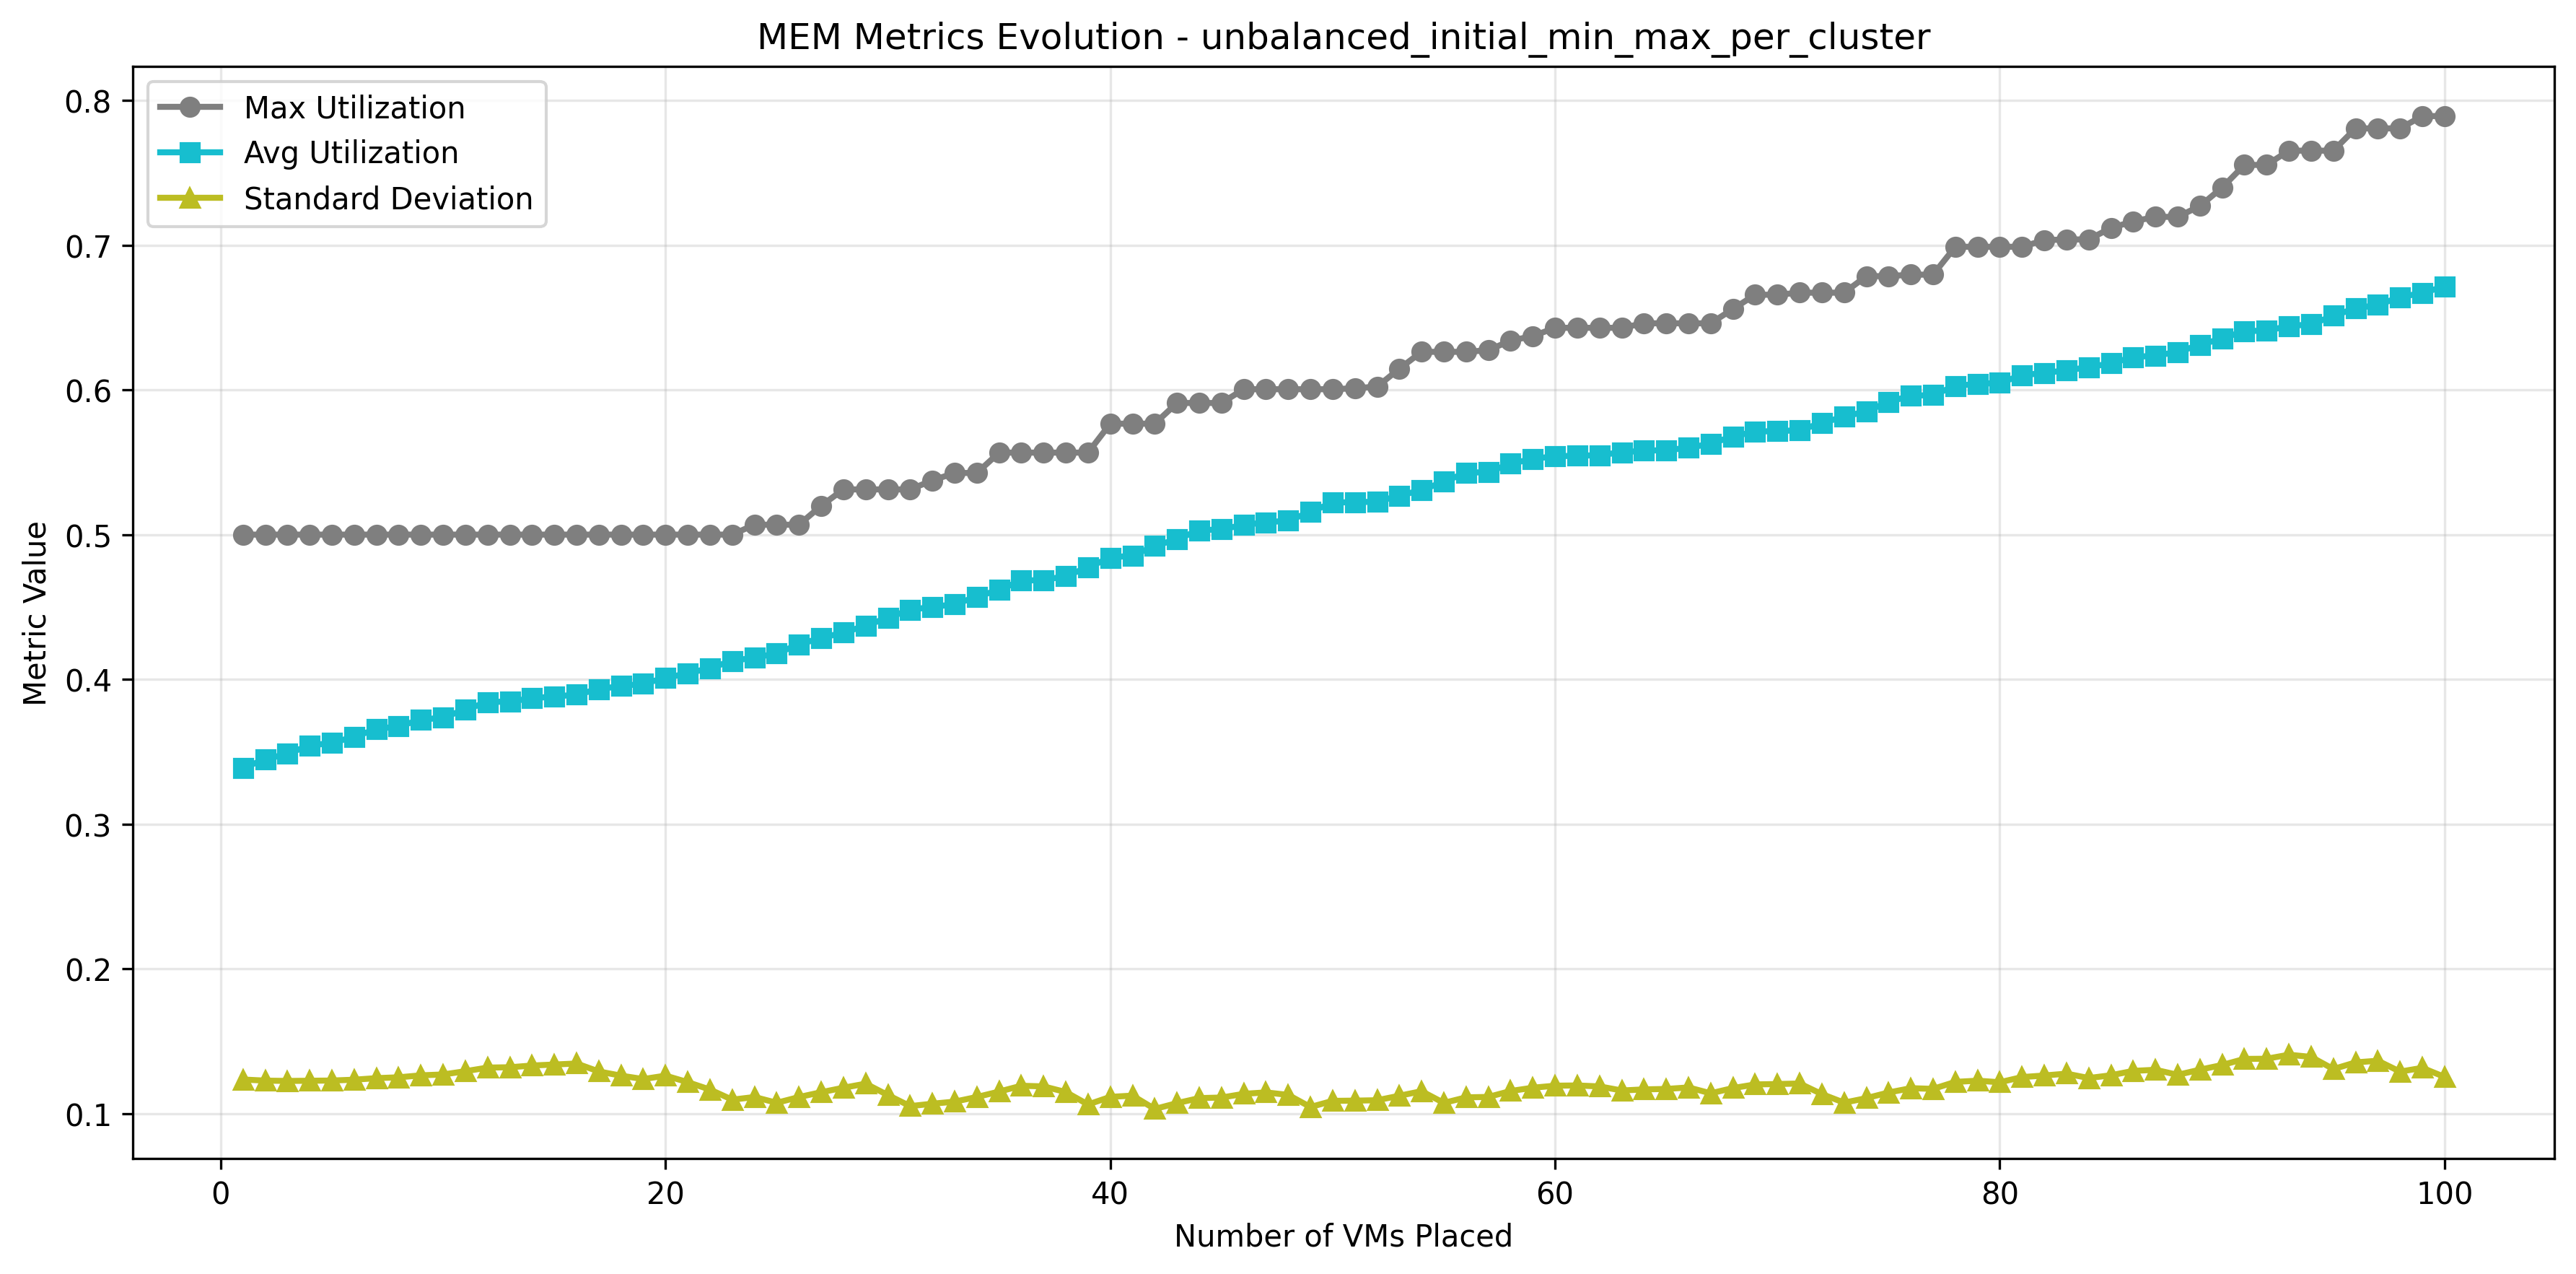 MEM Metrics Evolution - unbalanced_initial_min_max_per_cluster
Max Utilization
Avg Utilization
Standard Deviation
0.8
0.7
0.6
0.5
0.4
0.3
0.2
0.1
Metric Value
0 20 40 60 80 100
Number of VMs Placed